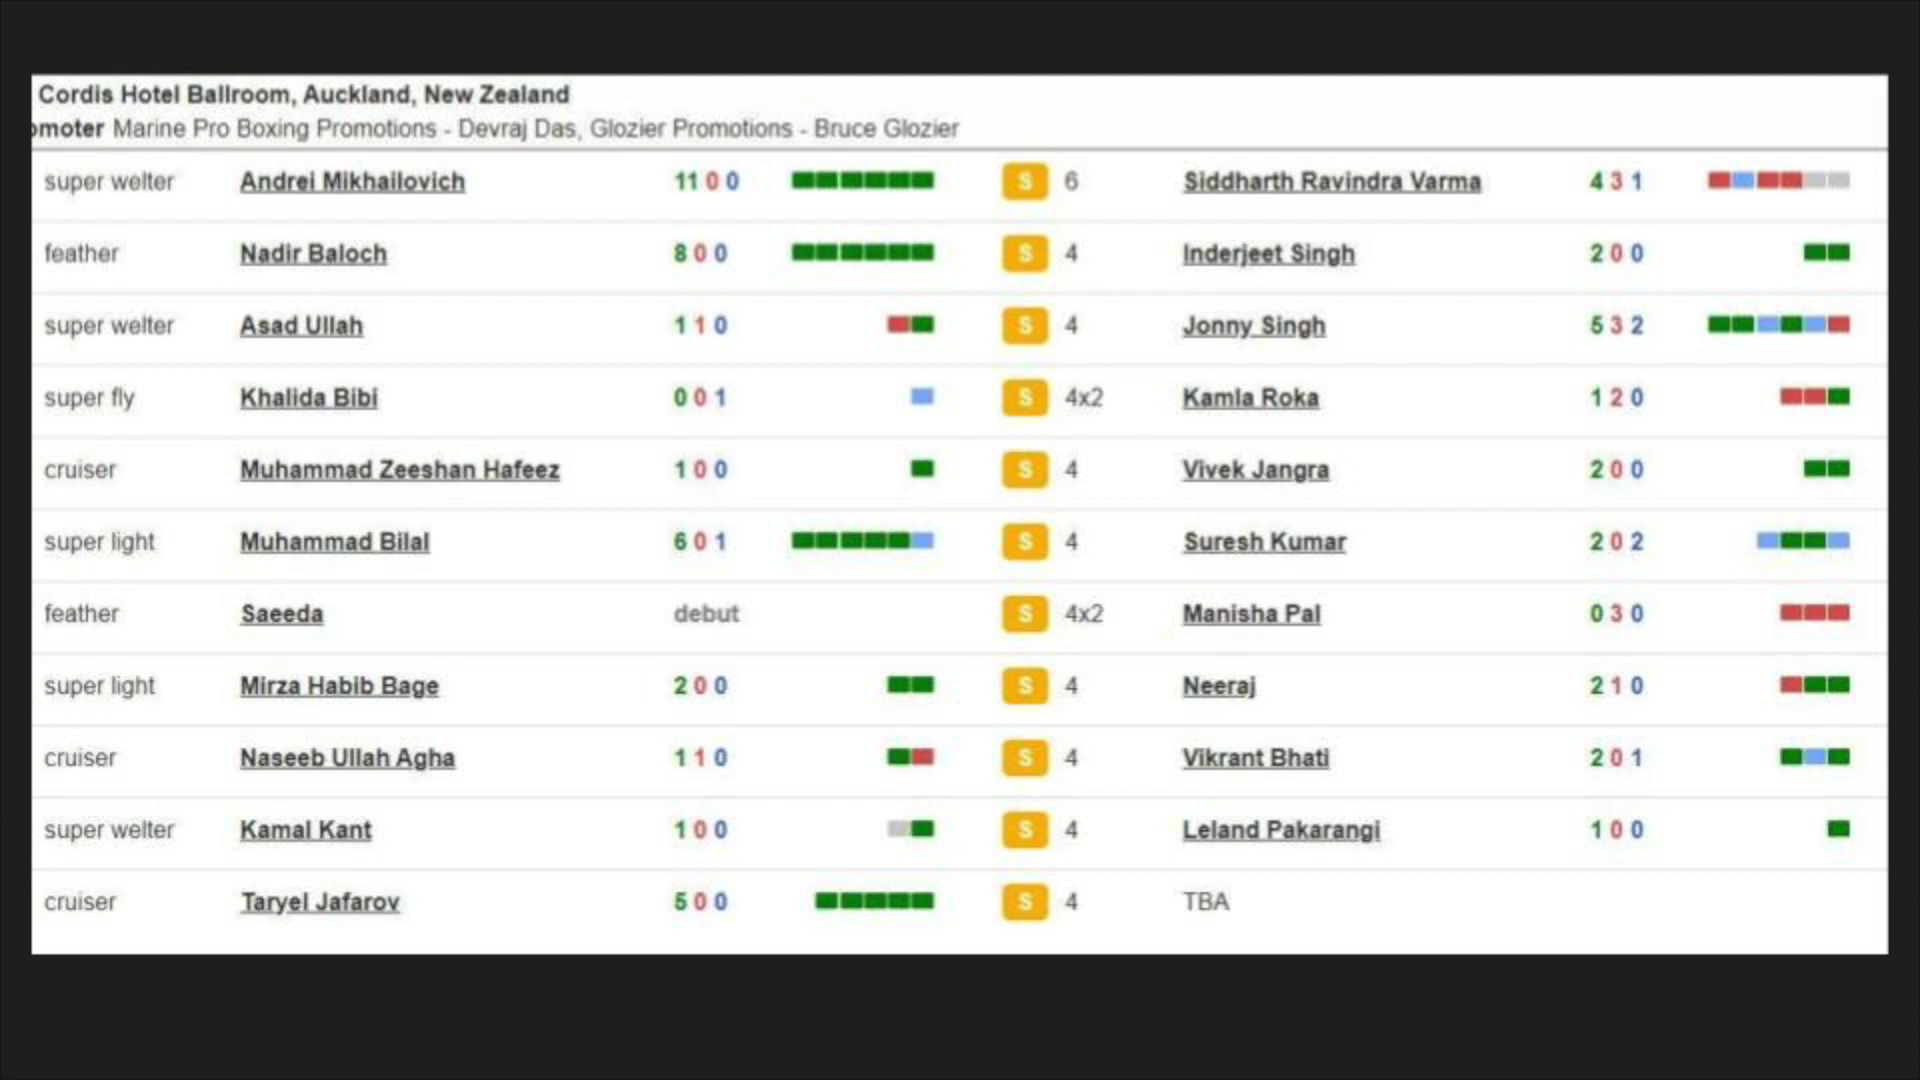 Cordis Hotel Ballroom, Auckland, New Zealand
omoter Marine Pro Boxing Promotions - Devraj Das, Glozier Promotions - Bruce Glozier
super welter Andrei Mikhailovich 11 0 0 S 6 Siddharth Ravindra Varma 4 3 1
feather Nadir Baloch 8 0 0 S 4 Inderjeet Singh 2 0 0
super welter Asad Ullah 1 1 0 S 4 Jonny Singh 5 3 2
super fly Khalida Bibi 0 0 1 S 4x2 Kamla Roka 1 2 0
cruiser Muhammad Zeeshan Hafeez 1 0 0 S 4 Vivek Jangra 2 0 0
super light Muhammad Bilal 6 0 1 S 4 Suresh Kumar 2 0 2
feather Saeeda debut S 4x2 Manisha Pal 0 3 0
super light Mirza Habib Bage 2 0 0 S 4 Neeraj 2 1 0
cruiser Naseeb Ullah Agha 1 1 0 S 4 Vikrant Bhati 2 0 1
super welter Kamal Kant 1 0 0 S 4 Leland Pakarangi 1 0 0
cruiser Taryel Jafarov 5 0 0 S 4 TBA